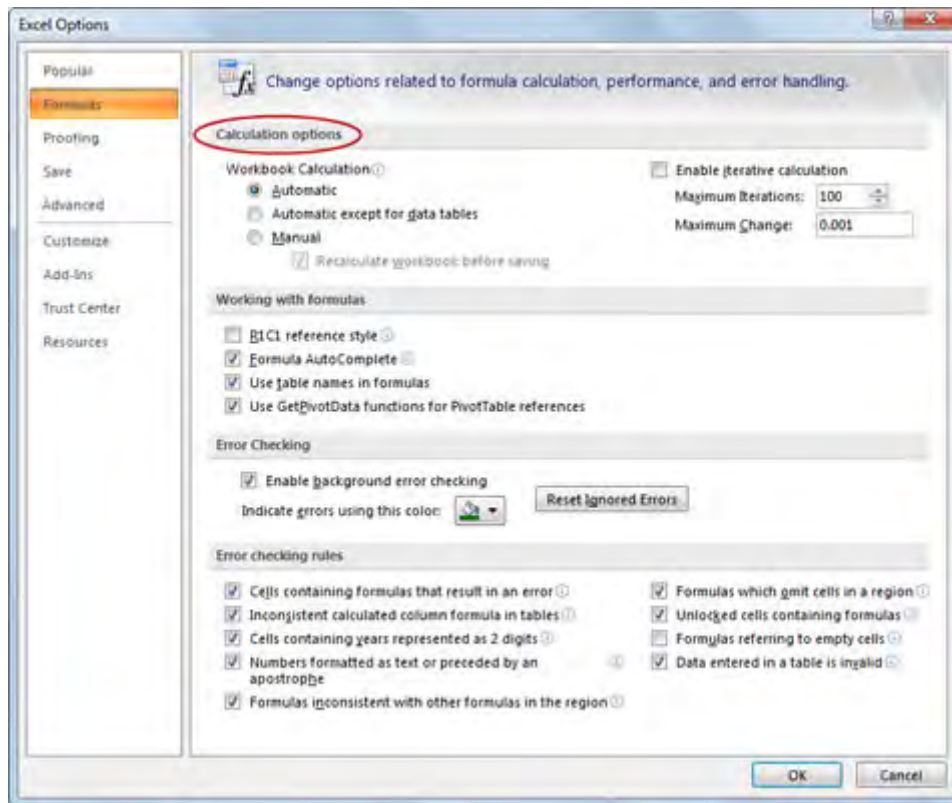 Excel Options
Popular
Formulas
Proofing
Save
Advanced
Customize
Add-Ins
Trust Center
Resources
Change options related to formula calculation, performance, and error handling.
Calculation options
Workbook Calculation
Automatic
Automatic except for data tables
Manual
Recalculate workbook before saving
Enable iterative calculation
Maximum Iterations: 100
Maximum Change: 0.001
Working with formulas
R1C1 reference style
Formula AutoComplete
Use table names in formulas
Use GetPivotData functions for PivotTable references
Error Checking
Enable background error checking
Indicate errors using this color:
Reset Ignored Errors
Error checking rules
Cells containing formulas that result in an error
Inconsistent calculated column formula in tables
Cells containing years represented as 2 digits
Numbers formatted as text or preceded by an
apostrophe
Formulas inconsistent with other formulas in the region
Formulas which omit cells in a region
Unlocked cells containing formulas
Formulas referring to empty cells
Data entered in a table is invalid
OK
Cancel